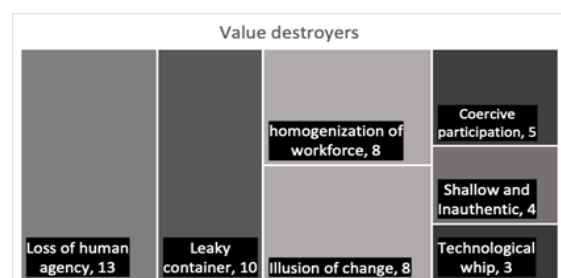 Value destroyers
Loss of human
agency, 13
Leaky
container, 10
homogenization of
workforce, 8
Illusion of change, 8
Coercive
participation, 5
Shallow and
Inauthentic, 4
Technological
whip, 3